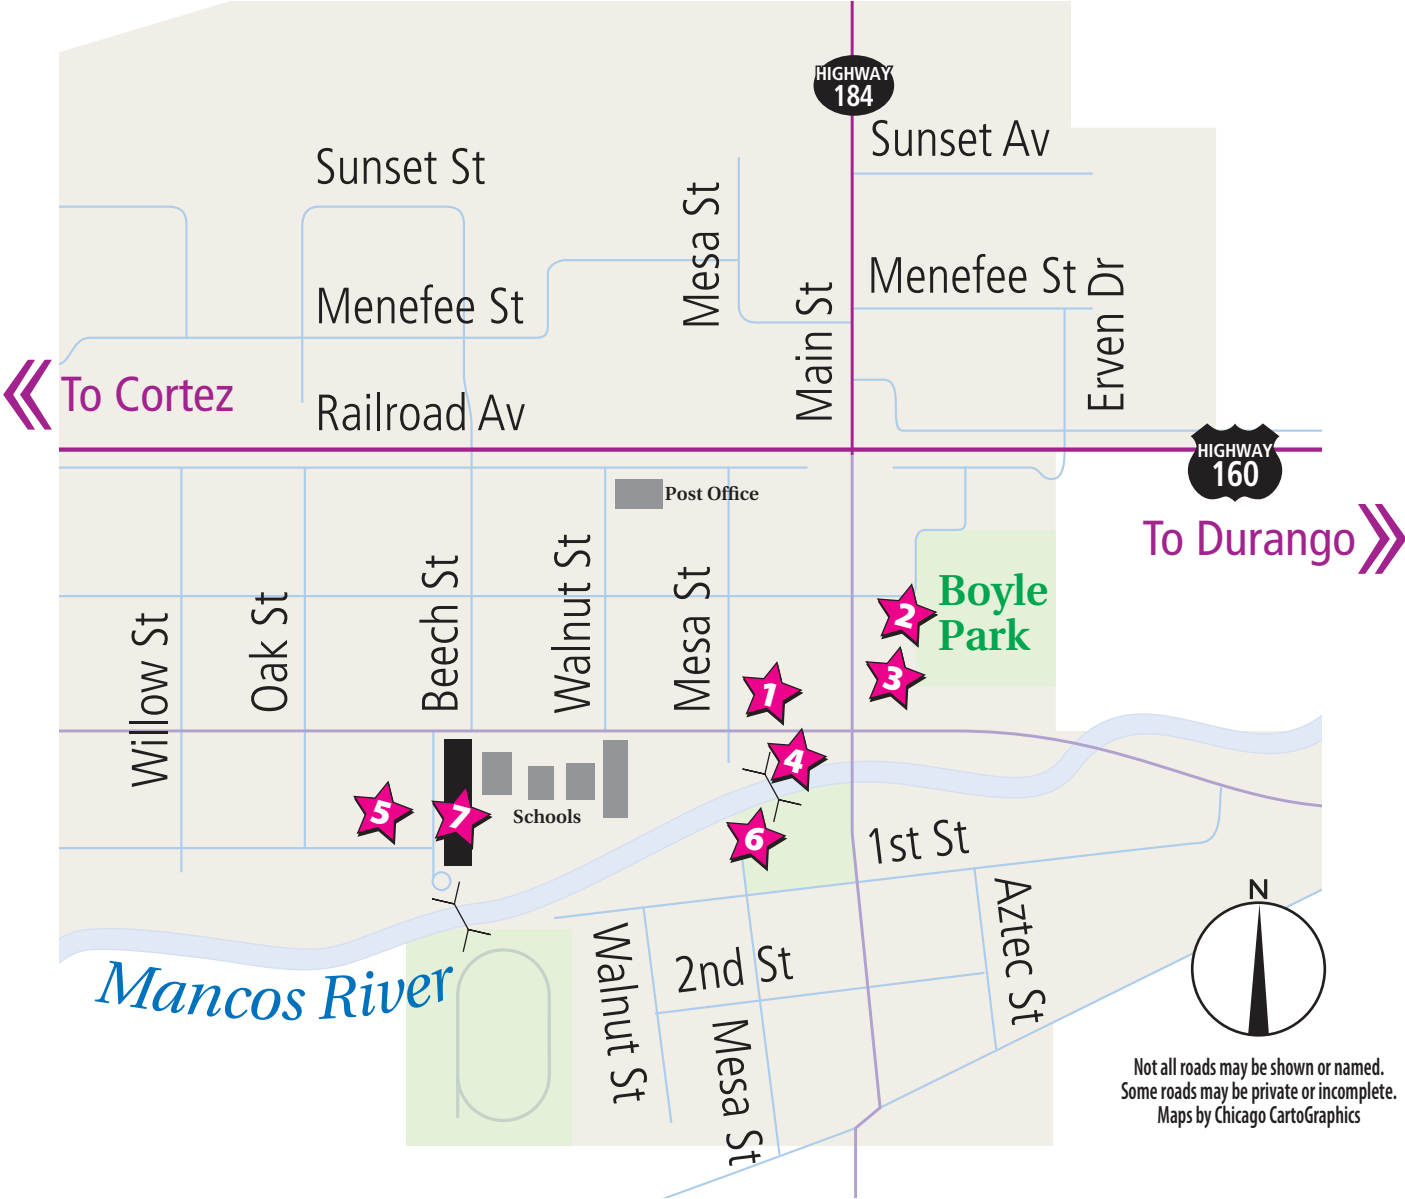 HIGHWAY
184
Sunset Av
Sunset St
Mesa St
Menefee St
Erven Dr
Main St
Menefee St
To Cortez
Railroad Av
HIGHWAY
160
Post Office
To Durango
Walnut St
Beech St
Mesa St
Oak St
Willow St
2
Boyle
Park
3
1
4
5
7
Schools
6
1st St
Aztec St
N
Walnut St
2nd St
Mancos River
Mesa St
Not all roads may be shown or named.
Some roads may be private or incomplete.
Maps by Chicago CartoGraphics